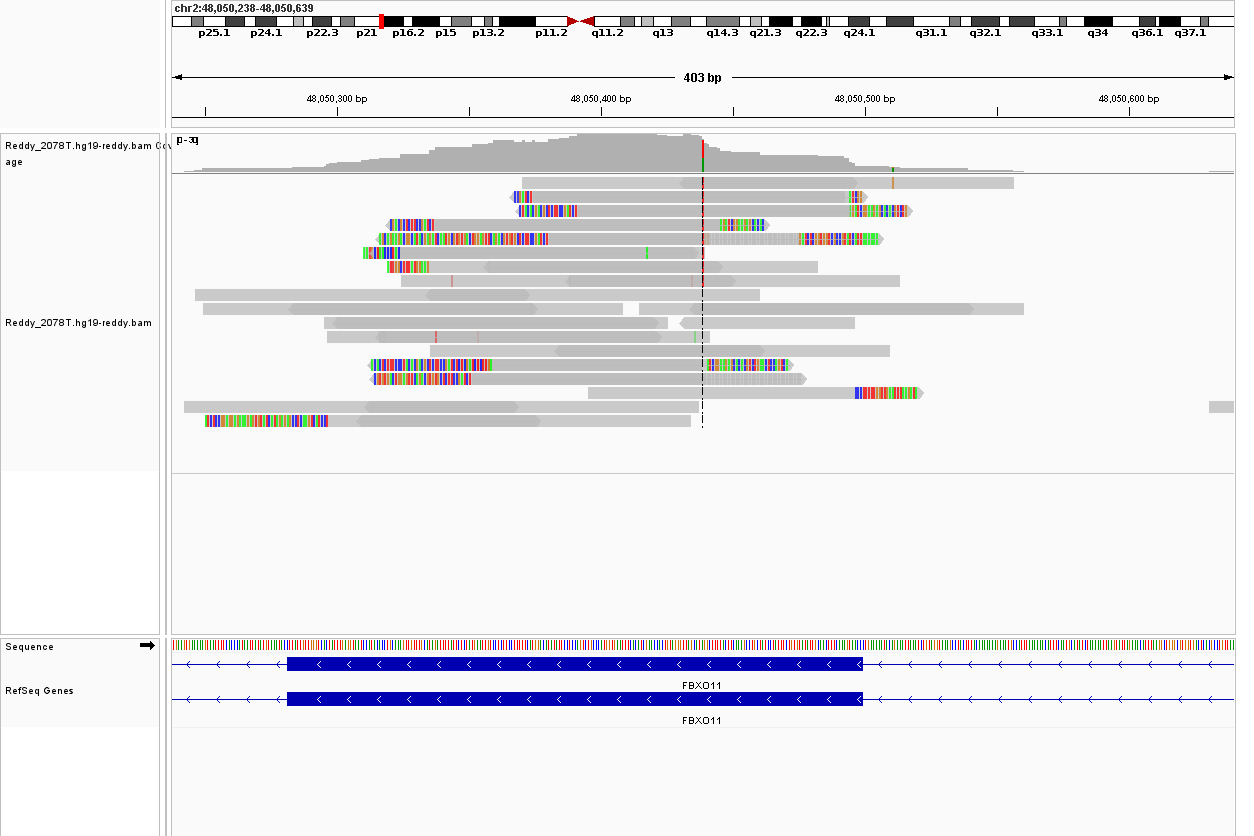 chr2:48,050,238-48,050,639
p25.1 p24.1 p22.3 p21 p16.2 p15 p13.2 p11.2 q11.2 q13 q14.3 q21.3 q22.3 q24.1 q31.1 q32.1 q33.1 q34 q36.1 q37.1
403 bp
48,050,300 bp 48,050,400 bp 48,050,500 bp 48,050,600 bp
Reddy_2078T.hg19-reddy.bam Cov
age
Reddy_2078T.hg19-reddy.bam
Sequence
FBXO11
RefSeq Genes
FBXO11